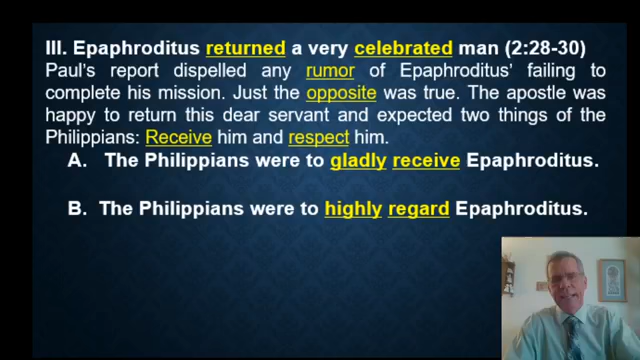 III. Epaphroditus returned a very celebrated man (2:28-30)
Paul's report dispelled any rumor of Epaphroditus' failing to
complete his mission. Just the opposite was true. The apostle was
happy to return this dear servant and expected two things of the
Philippians: Receive him and respect him.
A. The Philippians were to gladly receive Epaphroditus.
B. The Philippians were to highly regard Epaphroditus.